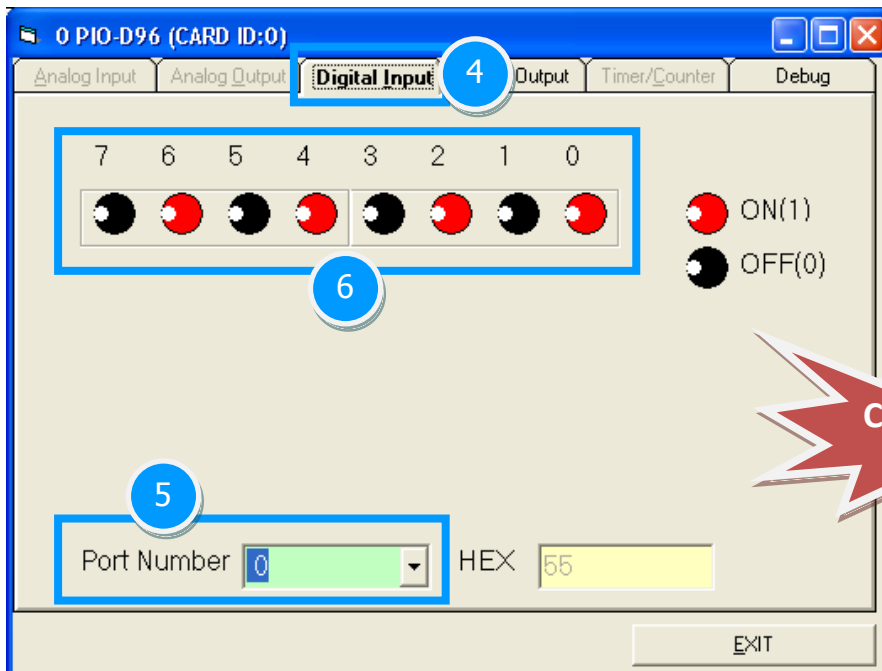 0 PIO-D96 (CARD ID:0)
Analog Input Analog Output Digital Input 4 Output Timer/Counter Debug
7 6 5 4 3 2 1 0
ON(1)
OFF(0)
6
C
5
Port Number 0 HEX 55
EXIT